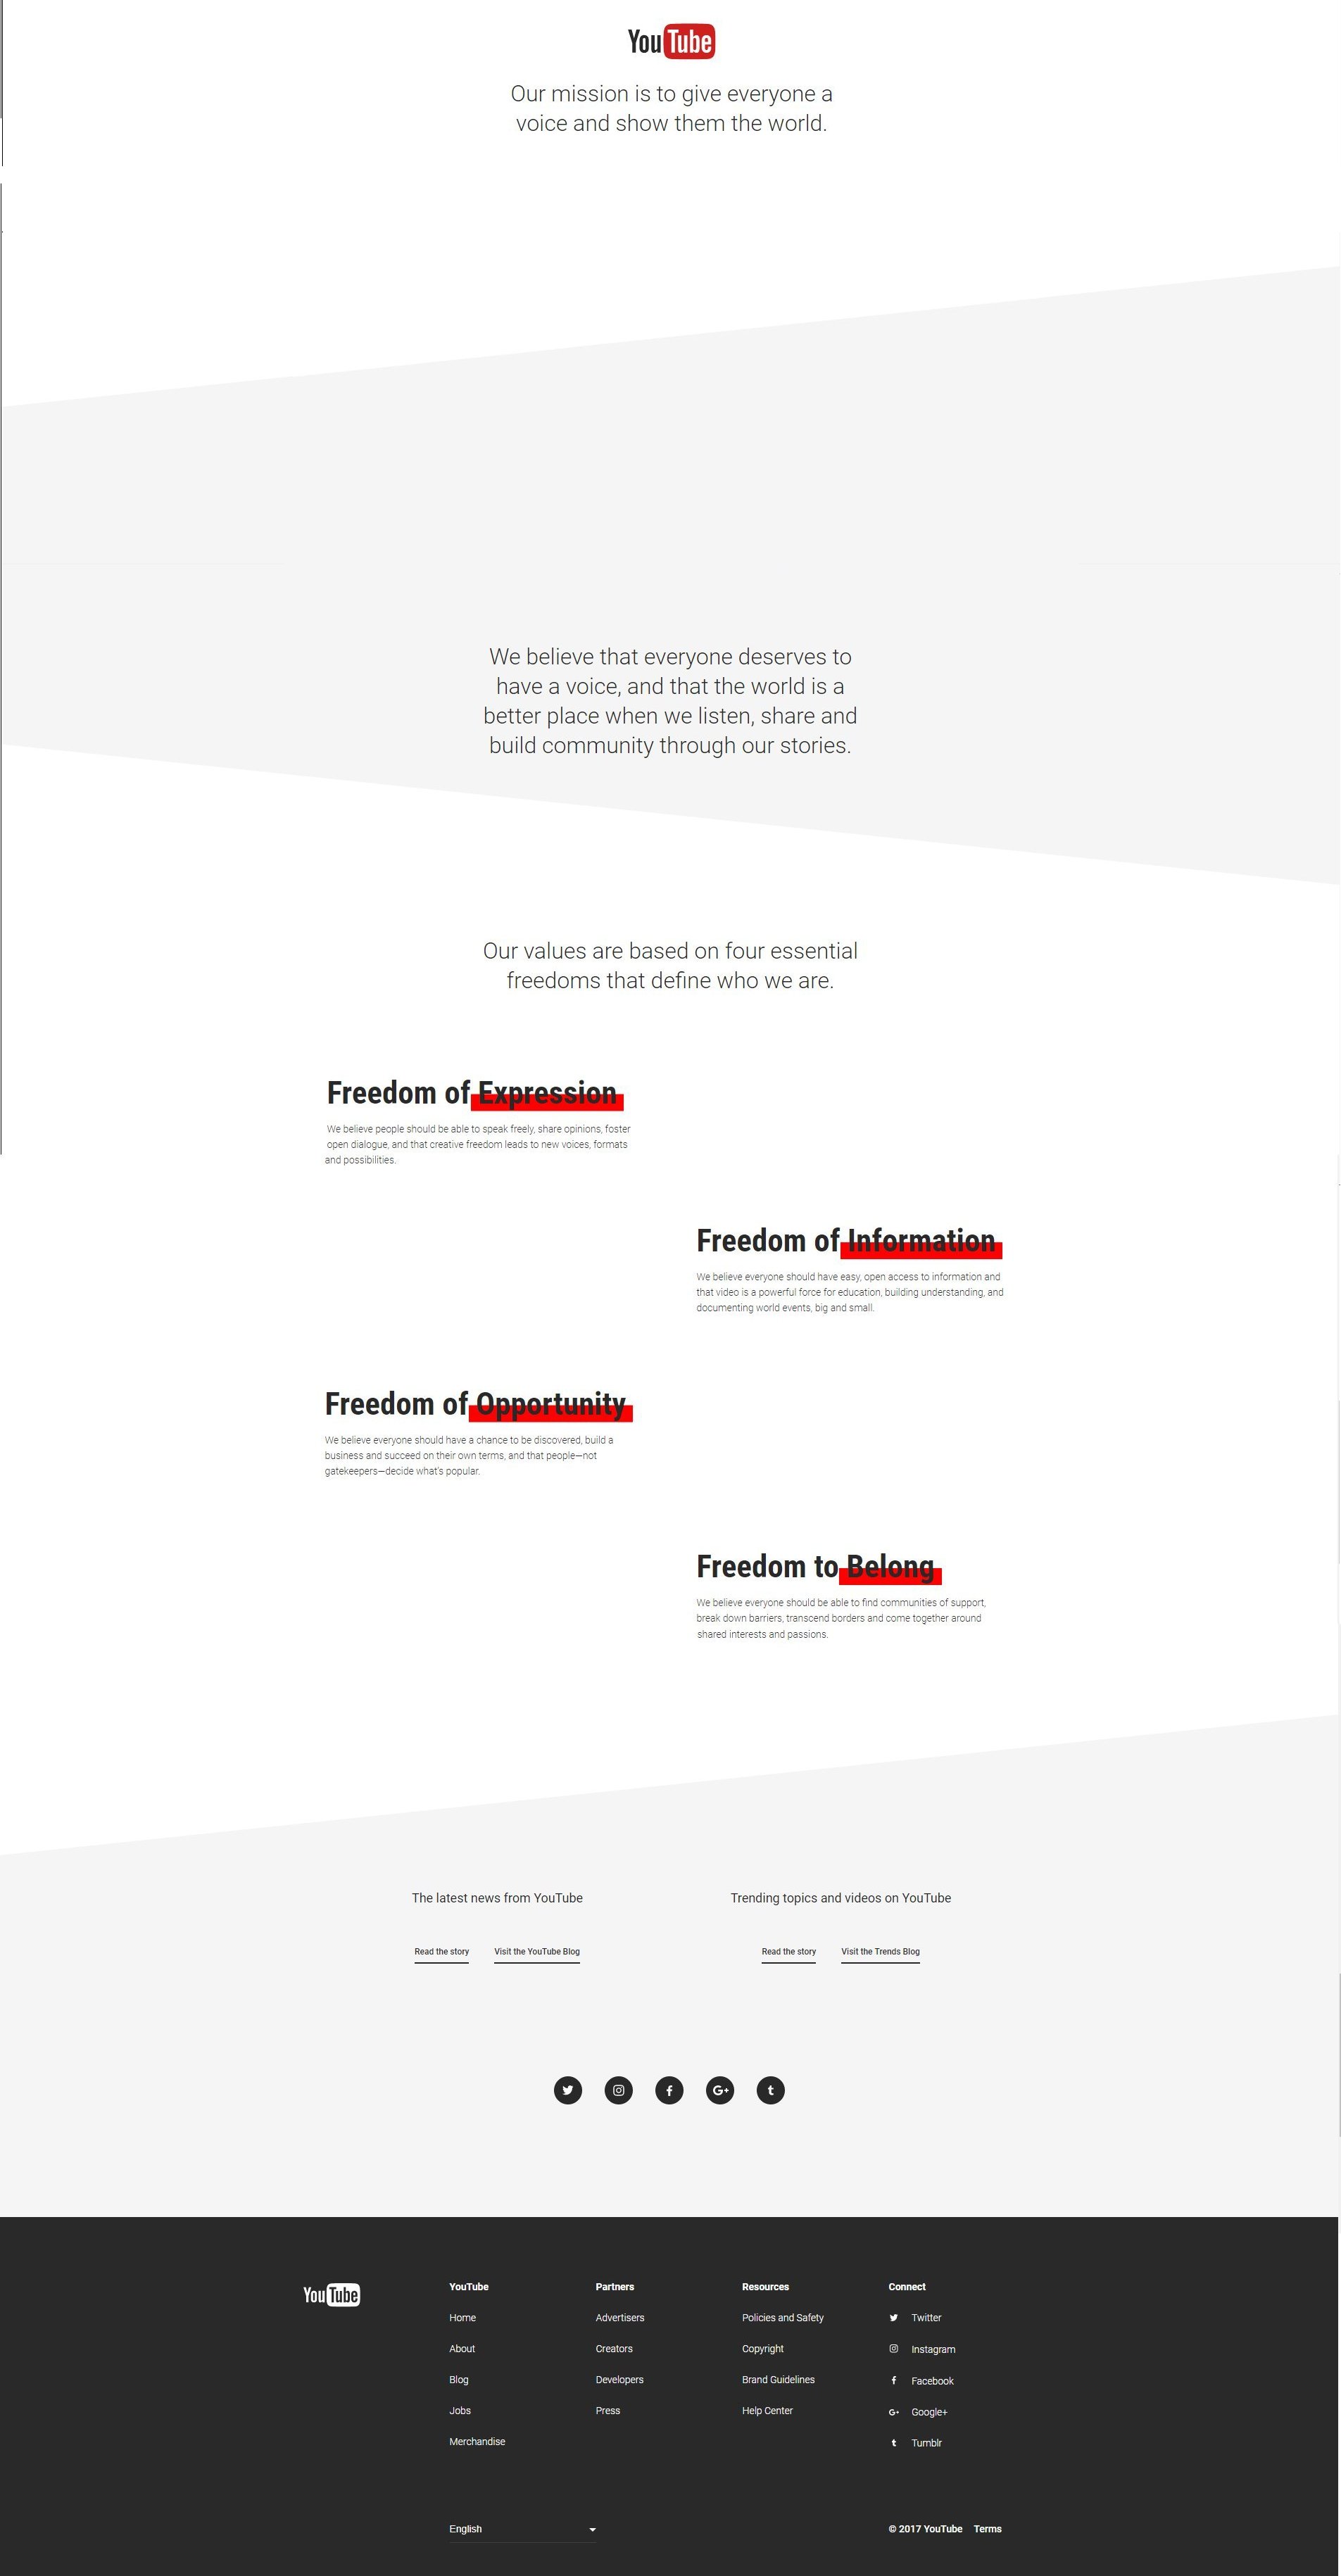 YouTube
Our mission is to give everyone a
voice and show them the world.
We believe that everyone deserves to
have a voice, and that the world is a
better place when we listen, share and
build community through our stories.
Our values are based on four essential
freedoms that define who we are.
Freedom of Expression
We believe people should be able to speak freely, share opinions, foster
open dialogue, and that creative freedom leads to new voices, formats
and possibilities.
Freedom of Information
We believe everyone should have easy, open access to information and
that video is a powerful force for education, building understanding, and
documenting world events, big and small.
Freedom of Opportunity
We believe everyone should have a chance to be discovered, build a
business and succeed on their own terms, and that people—not
gatekeepers—decide what's popular.
Freedom to Belong
We believe everyone should be able to find communities of support,
break down barriers, transcend borders and come together around
shared interests and passions.
The latest news from YouTube
Read the story Visit the YouTube Blog
Trending topics and videos on YouTube
Read the story Visit the Trends Blog
YouTube
YouTube
Home
About
Blog
Jobs
Merchandise
Partners
Advertisers
Creators
Developers
Press
Resources
Policies and Safety
Copyright
Brand Guidelines
Help Center
Connect
Twitter
Instagram
Facebook
Google+
Tumblr
English
© 2017 YouTube Terms